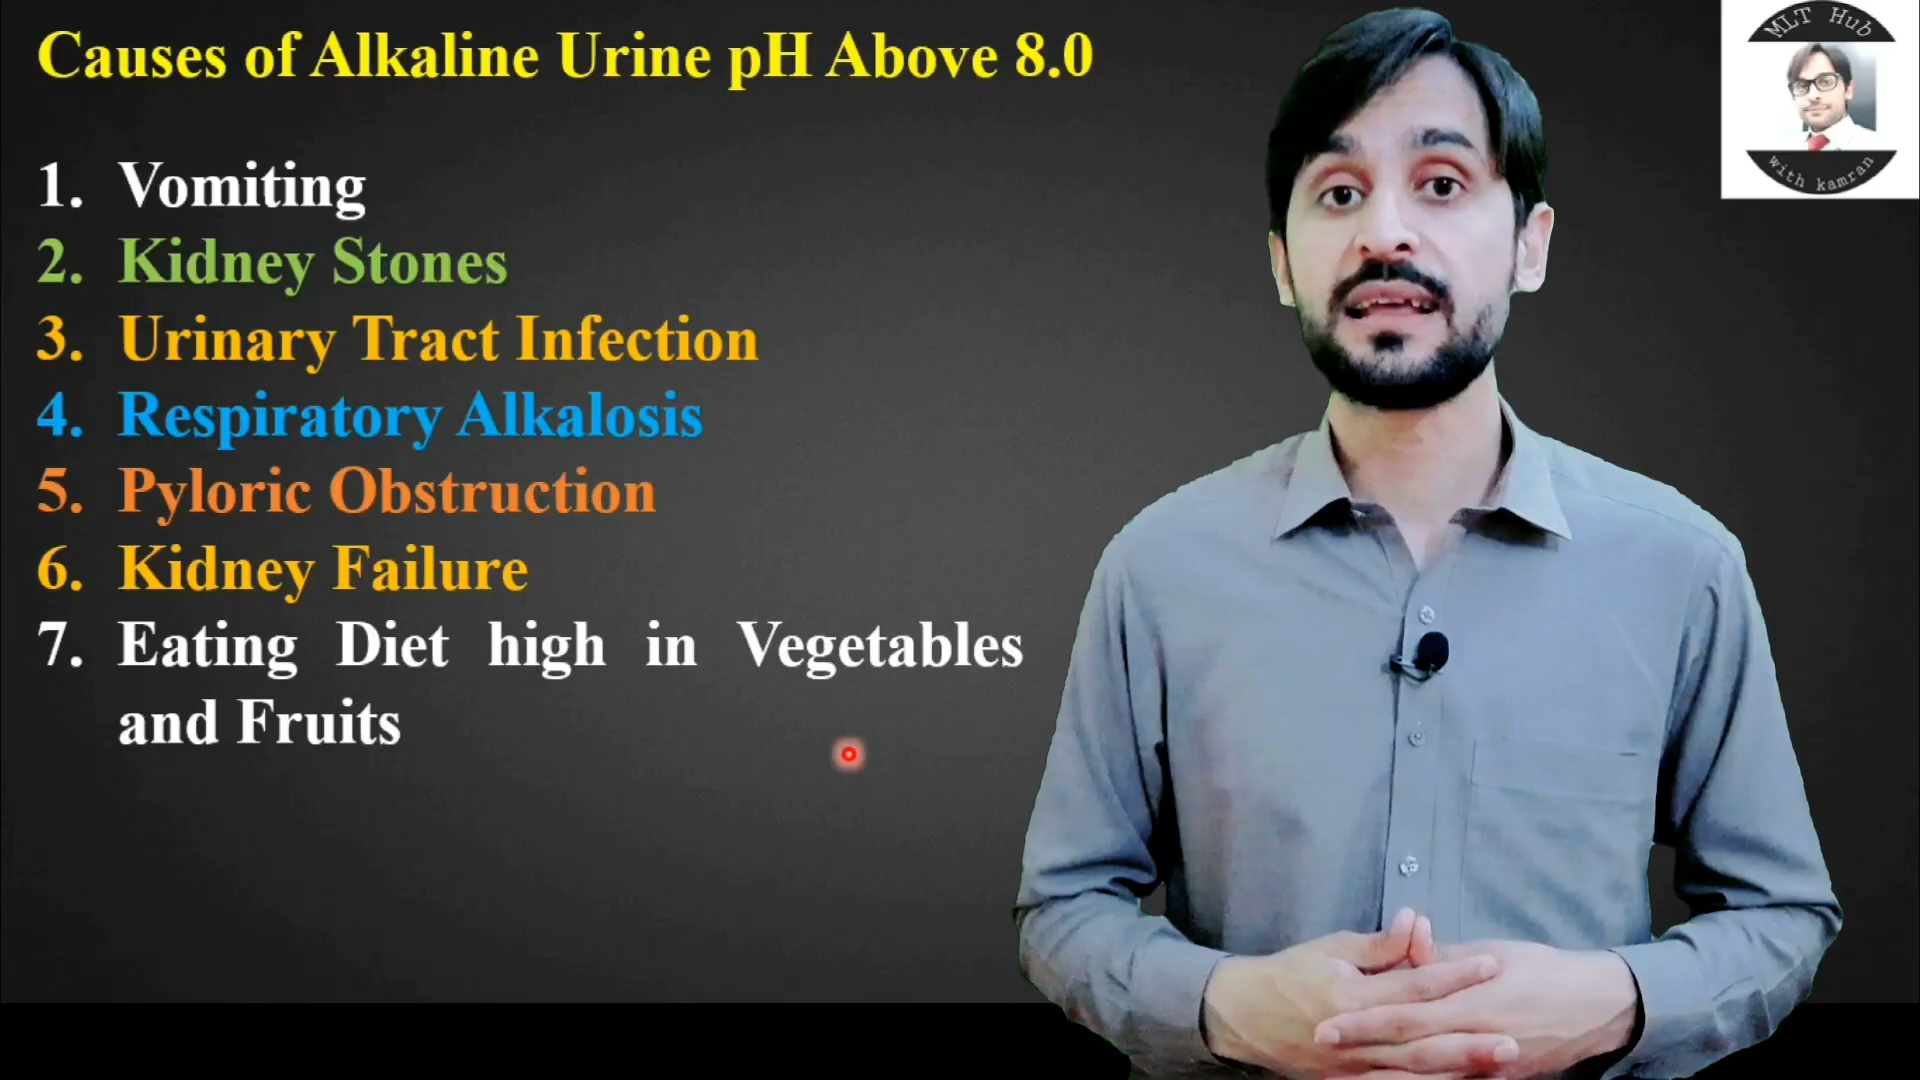 Causes of Alkaline Urine pH Above 8.0
1. Vomiting
2. Kidney Stones
3. Urinary Tract Infection
4. Respiratory Alkalosis
5. Pyloric Obstruction
6. Kidney Failure
7. Eating Diet high in Vegetables
and Fruits
MLT Hub
with kamran